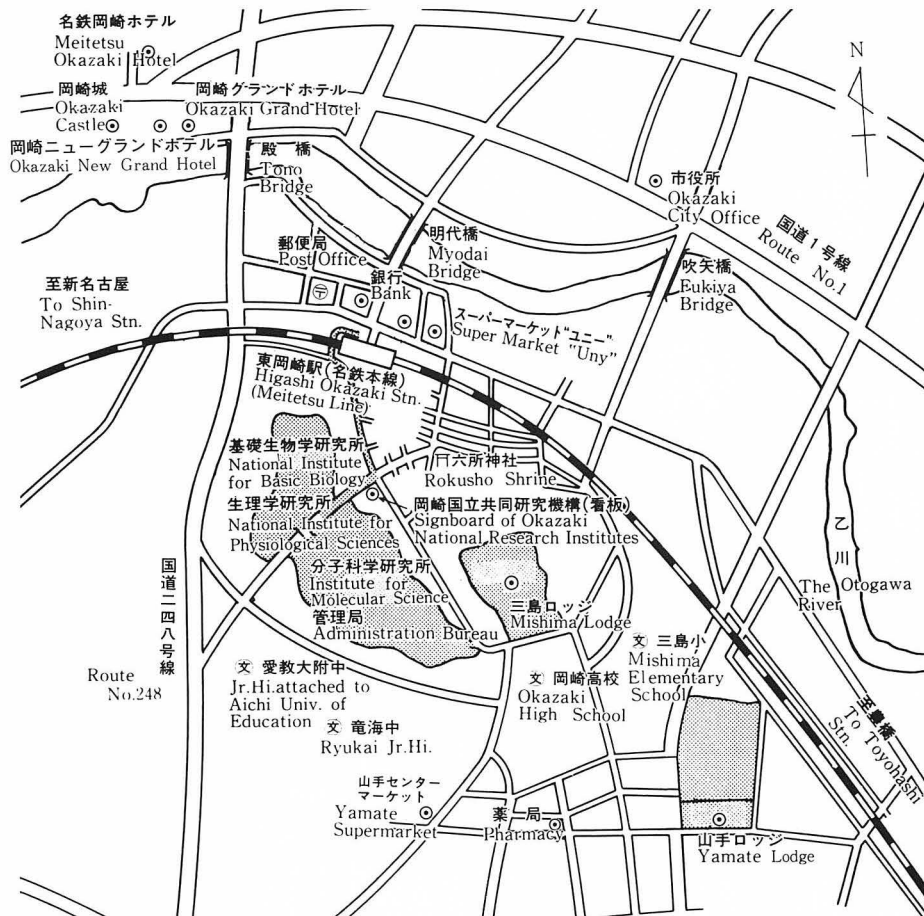 名鉄岡崎ホテル
Meitetsu
Okazaki Hotel
岡崎城
Okazaki
Castle
岡崎グランドホテル
Okazaki Grand Hotel
岡崎ニューグランドホテル
Okazaki New Grand Hotel
殿橋
Tono
Bridge
N
市役所
Okazaki
City Office
国道1号線
Route No.1
郵便局
Post Office
〒
銀行
Bank
明代橋
Myodai
Bridge
吹矢橋
Fukiya
Bridge
至新名古屋
To Shin-
Nagoya Stn.
スーパーマーケット"ユニー"
Super Market "Uny"
東岡崎駅(名鉄本線)
Higashi Okazaki Stn.
(Meitetsu Line)
基礎生物学研究所
National Institute
for Basic Biology
六所神社
Rokusho Shrine
生理学研究所
National Institute for
Physiological Sciences
岡崎国立共同研究機構(看板)
Signboard of Okazaki
National Research Institutes
分子科学研究所
Institute for
Molecular Science
管理局
Administration Bureau
三島ロッジ
Mishima Lodge
乙川
The Otogawa
River
国道二四八号線
Route
No.248
文 愛教大附中
Jr.Hi.attached to
Aichi Univ. of
Education
文 竜海中
Ryukai Jr.Hi.
文 岡崎高校
Okazaki
High School
文 三島小
Mishima
Elementary
School
至豊橋
To Toyohashi
Stn.
山手センター
マーケット
Yamate
Supermarket
薬局
Pharmacy
山手ロッジ
Yamate Lodge